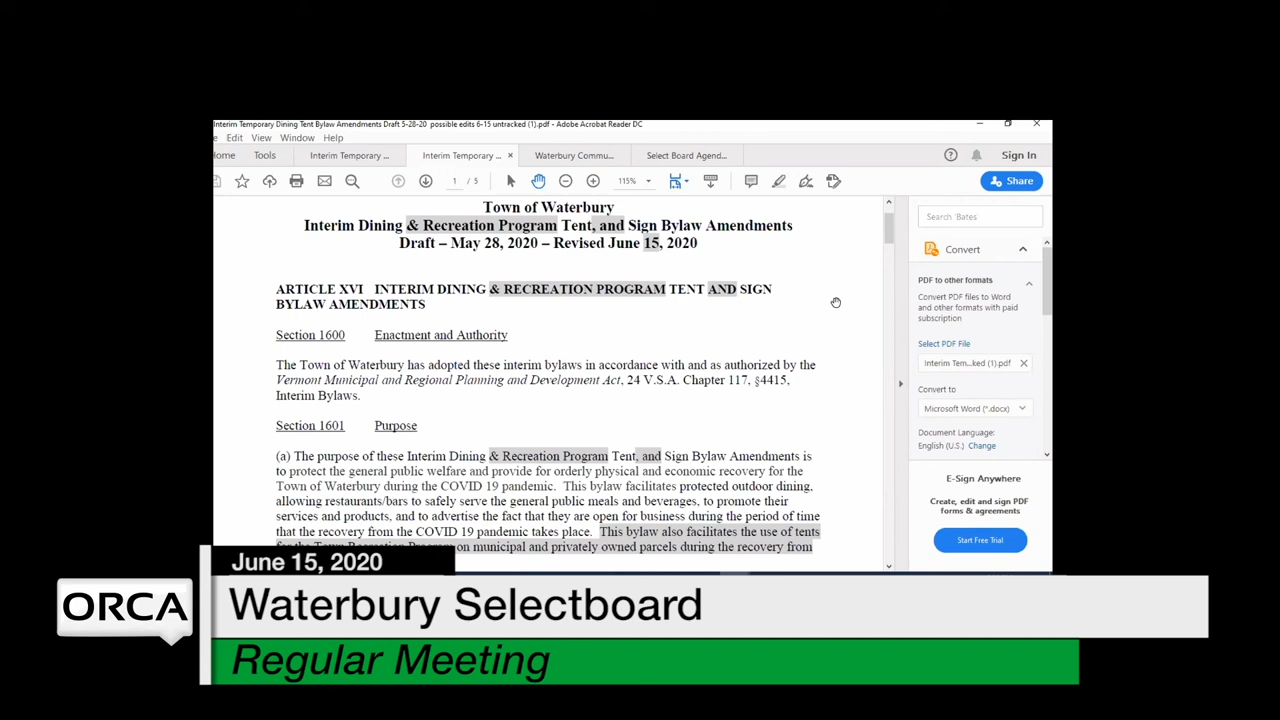 Interim Temporary Dining Tent Bylaw Amendments Draft 5-28-20 possible edits 6-15 untracked (1).pdf - Adobe Acrobat Reader DC
Edit View Window Help
Home Tools Interim Temporary ... Interim Temporary ... × Waterbury Commu... Select Board Agend... Sign In
1 / 5 115% Share
Town of Waterbury
Interim Dining & Recreation Program Tent, and Sign Bylaw Amendments
Draft – May 28, 2020 – Revised June 15, 2020
ARTICLE XVI INTERIM DINING & RECREATION PROGRAM TENT AND SIGN
BYLAW AMENDMENTS
Section 1600 Enactment and Authority
The Town of Waterbury has adopted these interim bylaws in accordance with and as authorized by the
Vermont Municipal and Regional Planning and Development Act, 24 V.S.A. Chapter 117, §4415,
Interim Bylaws.
Section 1601 Purpose
(a) The purpose of these Interim Dining & Recreation Program Tent, and Sign Bylaw Amendments is
to protect the general public welfare and provide for orderly physical and economic recovery for the
Town of Waterbury during the COVID 19 pandemic. This bylaw facilitates protected outdoor dining,
allowing restaurants/bars to safely serve the general public meals and beverages, to promote their
services and products, and to advertise the fact that they are open for business during the period of time
that the recovery from the COVID 19 pandemic takes place. This bylaw also facilitates the use of tents
for the Town Recreation Program on municipal and privately owned parcels during the recovery from
Search 'Bates
Convert
PDF to other formats
Convert PDF files to Word
and other formats with paid
subscription
Select PDF File
Interim Tem...ked (1).pdf ×
Convert to
Microsoft Word (*.docx)
Document Language:
English (U.S.) Change
E-Sign Anywhere
Create, edit and sign PDF
forms & agreements
Start Free Trial
June 15, 2020
ORCA
Waterbury Selectboard
Regular Meeting